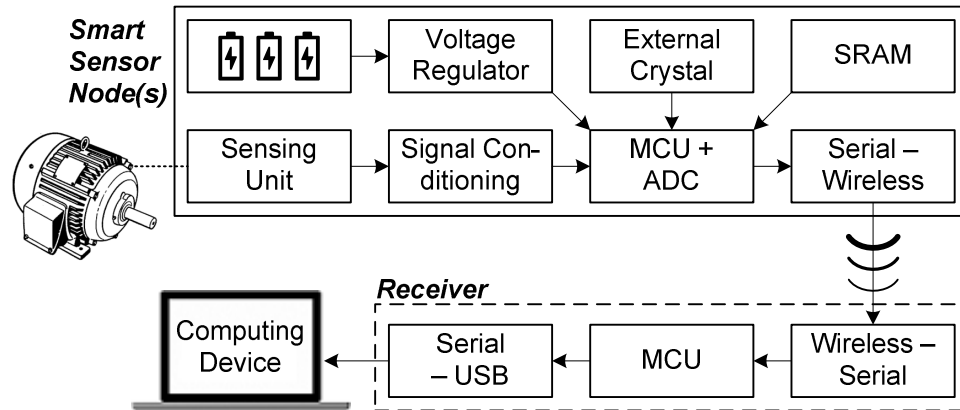 Smart
Sensor
Node(s)
Voltage
Regulator
External
Crystal
SRAM
Sensing
Unit
Signal Con-
ditioning
MCU +
ADC
Serial –
Wireless
Receiver
Computing
Device
Serial
– USB
MCU
Wireless –
Serial